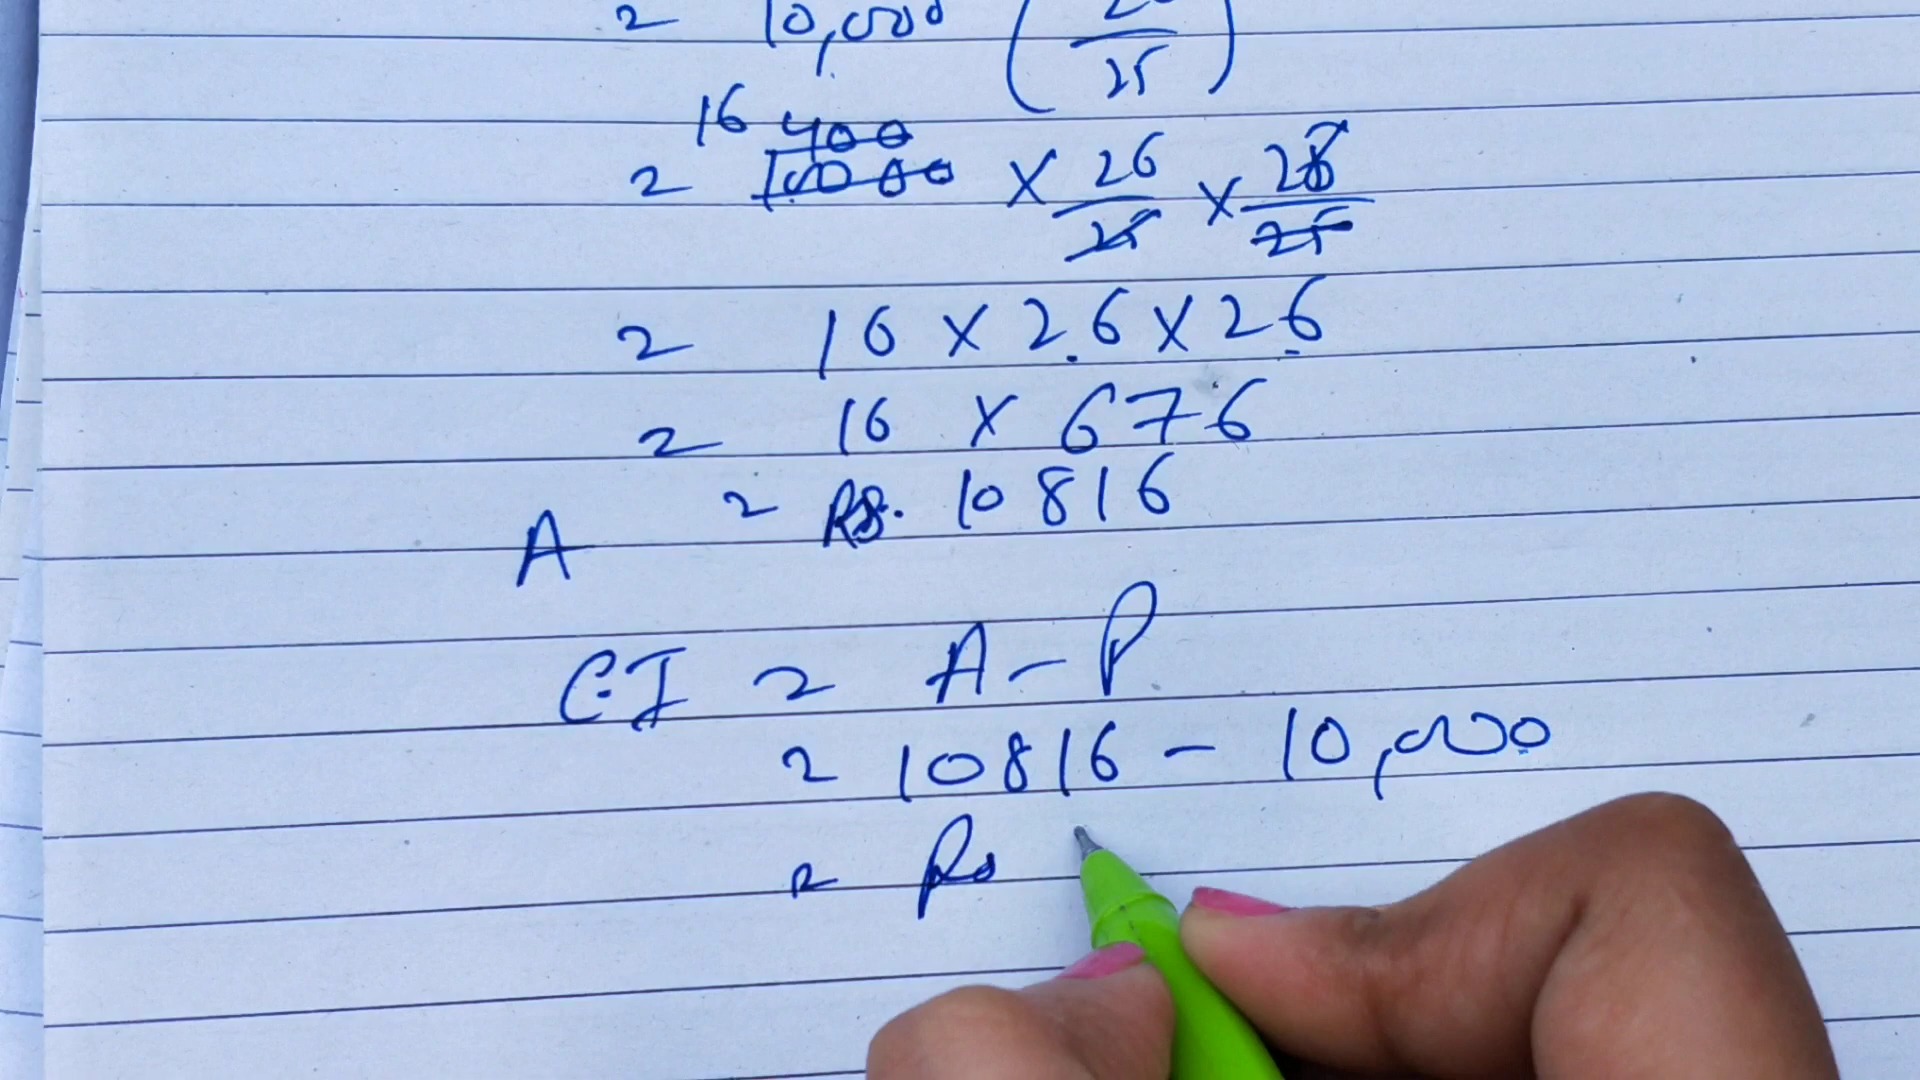 = 10,000 (26/25)
16 400
= 10000 × 26/25 × 26/25
= 16 × 26 × 26
= 16 × 676
A = Rs. 10816
C.I = A - P
= 10816 - 10,000
= Rs